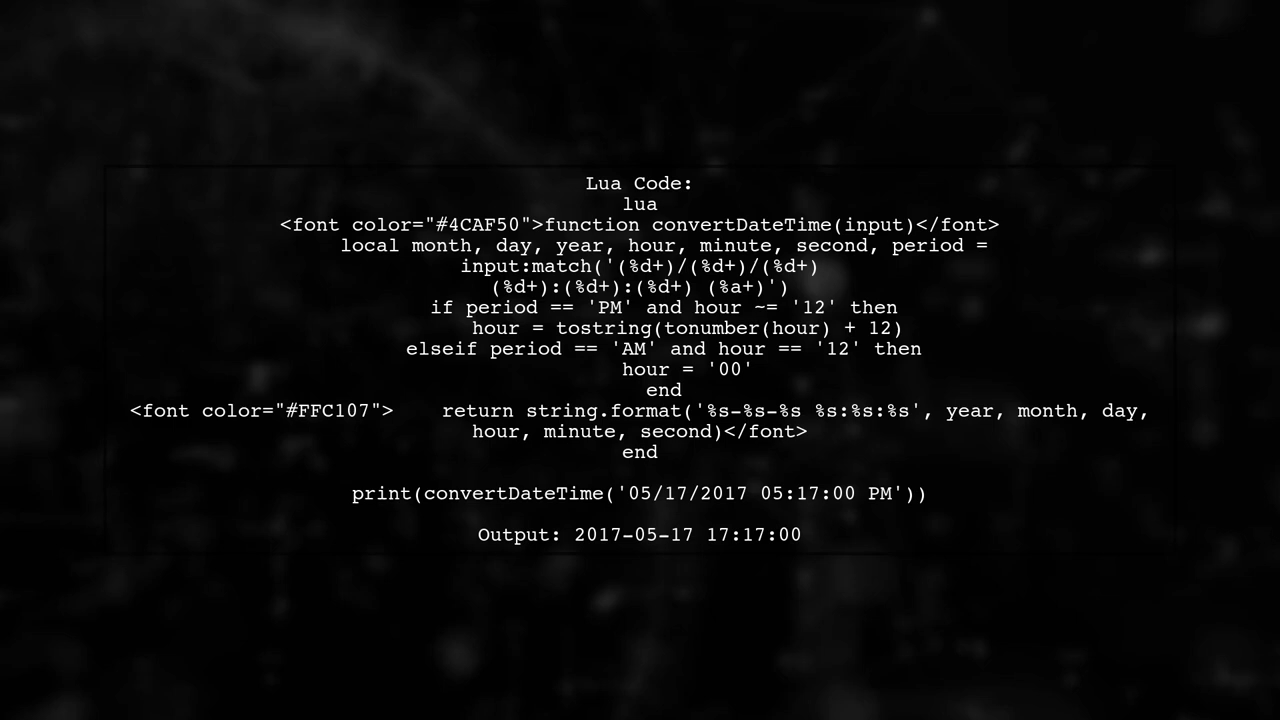 Lua Code:
lua
<font color="#4CAF50">function convertDateTime(input)</font>
local month, day, year, hour, minute, second, period =
input:match('(%d+)/(%d+)/(%d+)
(%d+):(%d+):(%d+) (%a+)')
if period == 'PM' and hour ~= '12' then
hour = tostring(tonumber(hour) + 12)
elseif period == 'AM' and hour == '12' then
hour = '00'
end
<font color="#FFC107">    return string.format('%s-%s-%s %s:%s:%s', year, month, day,
hour, minute, second)</font>
end
print(convertDateTime('05/17/2017 05:17:00 PM'))
Output: 2017-05-17 17:17:00